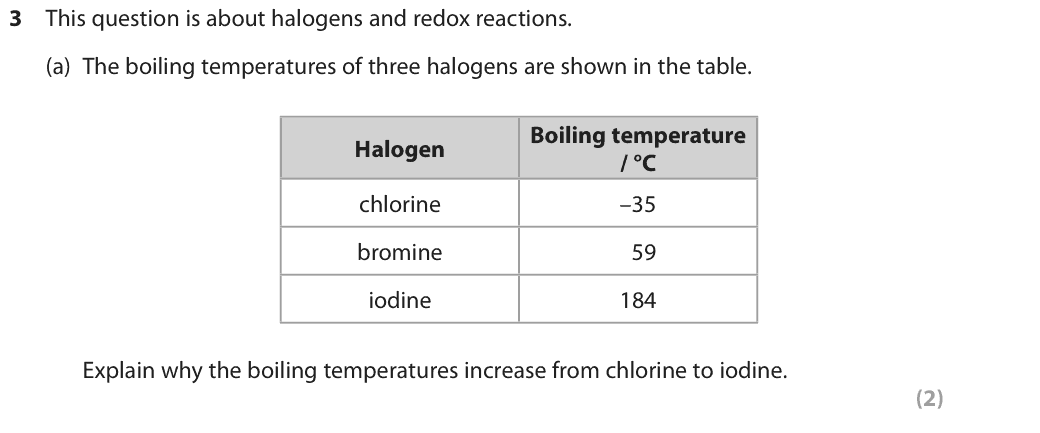 3 This question is about halogens and redox reactions.
(a) The boiling temperatures of three halogens are shown in the table.
Halogen Boiling temperature / °C
chlorine –35
bromine 59
iodine 184
Explain why the boiling temperatures increase from chlorine to iodine.
(2)